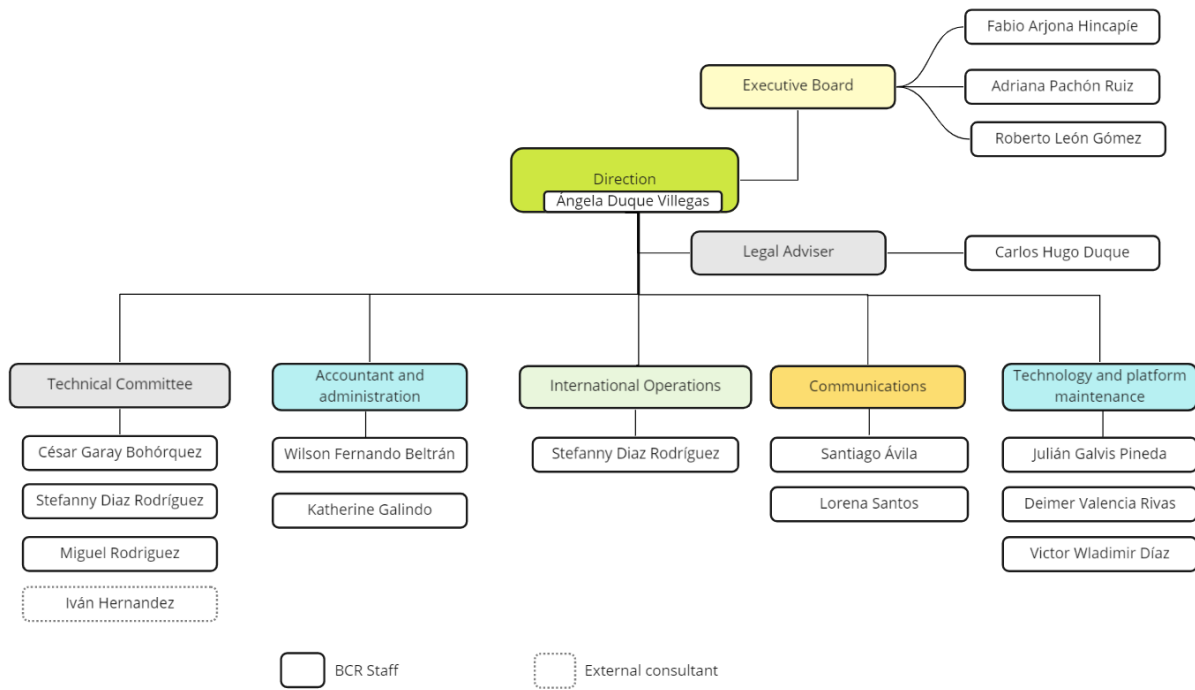 Fabio Arjona Hincapíe
Executive Board
Adriana Pachón Ruiz
Roberto León Gómez
Direction
Ángela Duque Villegas
Legal Adviser
Carlos Hugo Duque
Technical Committee
César Garay Bohórquez
Stefanny Diaz Rodríguez
Miguel Rodriguez
Iván Hernandez
Accountant and
administration
Wilson Fernando Beltrán
Katherine Galindo
International Operations
Stefanny Diaz Rodríguez
Communications
Santiago Ávila
Lorena Santos
Technology and platform
maintenance
Julián Galvis Pineda
Deimer Valencia Rivas
Victor Wladimir Díaz
BCR Staff
External consultant